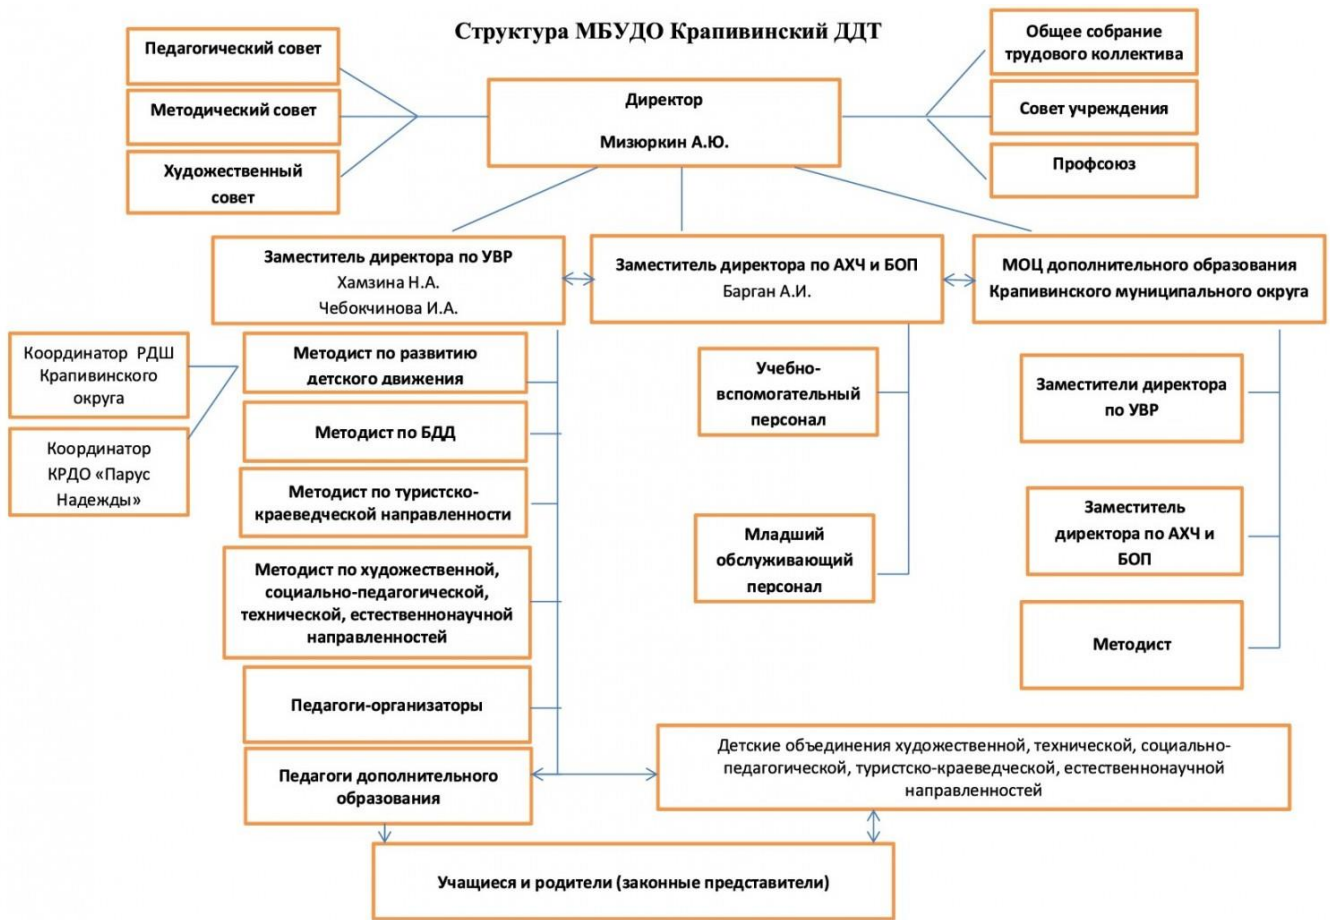 Структура МБУДО Крапивинский ДДТ
Педагогический совет
Методический совет
Художественный
совет
Директор
Мизюркин А.Ю.
Общее собрание
трудового коллектива
Совет учреждения
Профсоюз
Заместитель директора по УВР
Хамзина Н.А.
Чебокчинова И.А.
Заместитель директора по АХЧ и БОП
Барган А.И.
МОЦ дополнительного образования
Крапивинского муниципального округа
Координатор РДШ
Крапивинского
округа
Координатор
КРДО «Парус
Надежды»
Методист по развитию
детского движения
Методист по БДД
Методист по туристско-
краеведческой направленности
Методист по художественной,
социально-педагогической,
технической, естественнонаучной
направленностей
Педагоги-организаторы
Педагоги дополнительного
образования
Учебно-
вспомогательный
персонал
Младший
обслуживающий
персонал
Заместители директора
по УВР
Заместитель
директора по АХЧ и
БОП
Методист
Детские объединения художественной, технической, социально-
педагогической, туристско-краеведческой, естественнонаучной
направленностей
Учащиеся и родители (законные представители)